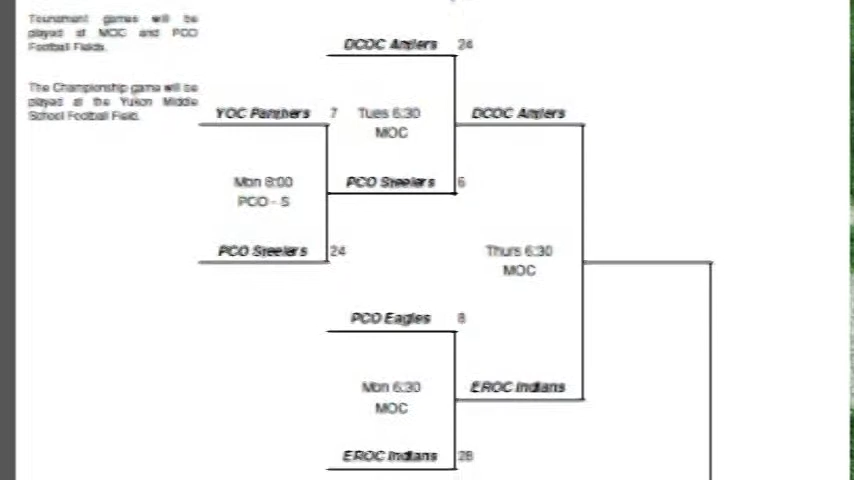 Tournament games will be
played at MOC and PCO
Football Fields.
The Championship game will be
played at the Yukon Middle
School Football Field.
DCOC Antlers 24
YOC Panthers 7
Tues 6:30
MOC
DCOC Antlers
Mon 8:00
PCO - S
PCO Steelers 6
PCO Steelers 24
Thurs 6:30
MOC
PCO Eagles 8
Mon 6:30
MOC
EROC Indians
EROC Indians 28